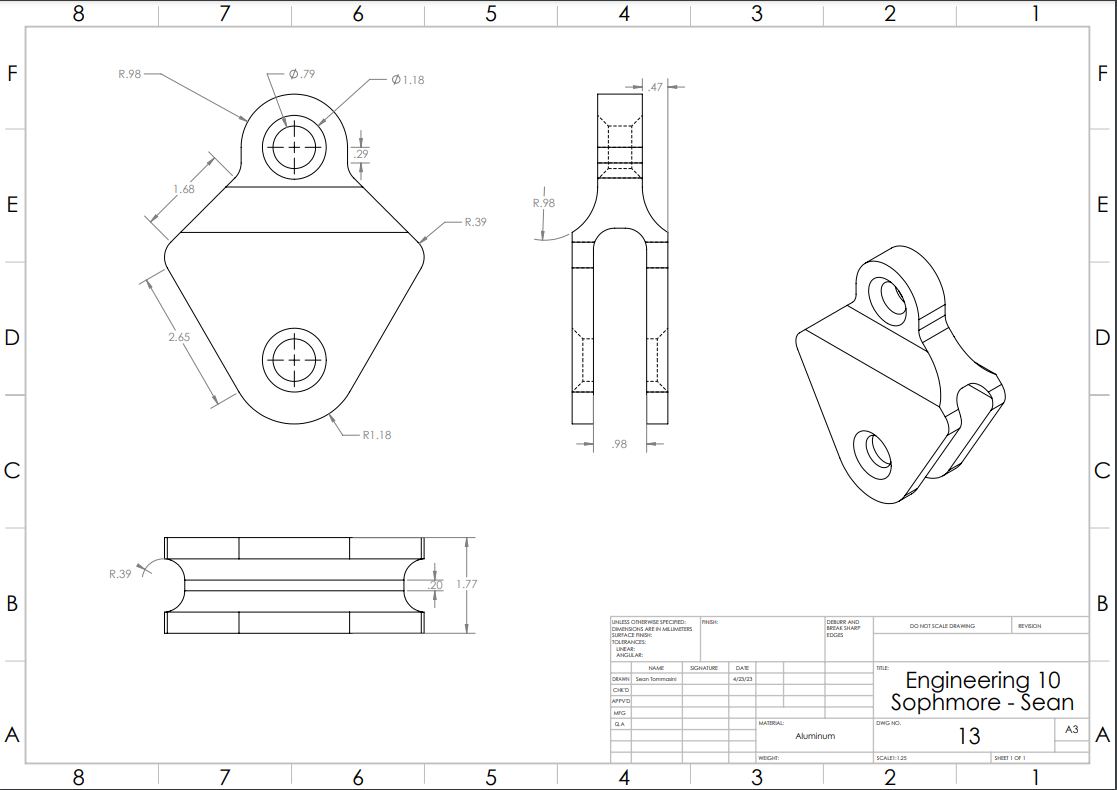 8 7 6 5 4 3 2 1
F F
R.98
Ø.79
Ø1.18
.47
.29
1.68
E E
R.98
R.39
D D
2.65
R1.18
.98
C C
R.39
.20
1.77
B B
UNLESS OTHERWISE SPECIFIED:
DIMENSIONS ARE IN MILLIMETERS
SURFACE FINISH:
TOLERANCES:
LINEAR:
ANGULAR:
FINISH:
DEBURR AND
BREAK SHARP
EDGES
DO NOT SCALE DRAWING
REVISION
NAME SIGNATURE DATE
DRAWN Sean Tommasini 4/23/23
CHK'D
APPV'D
MFG
Q.A
TITLE:
Engineering 10
Sophmore - Sean
MATERIAL:
Aluminum
DWG NO.
13
A3
A A
WEIGHT:
SCALE1:1.25
SHEET 1 OF 1
8 7 6 5 4 3 2 1